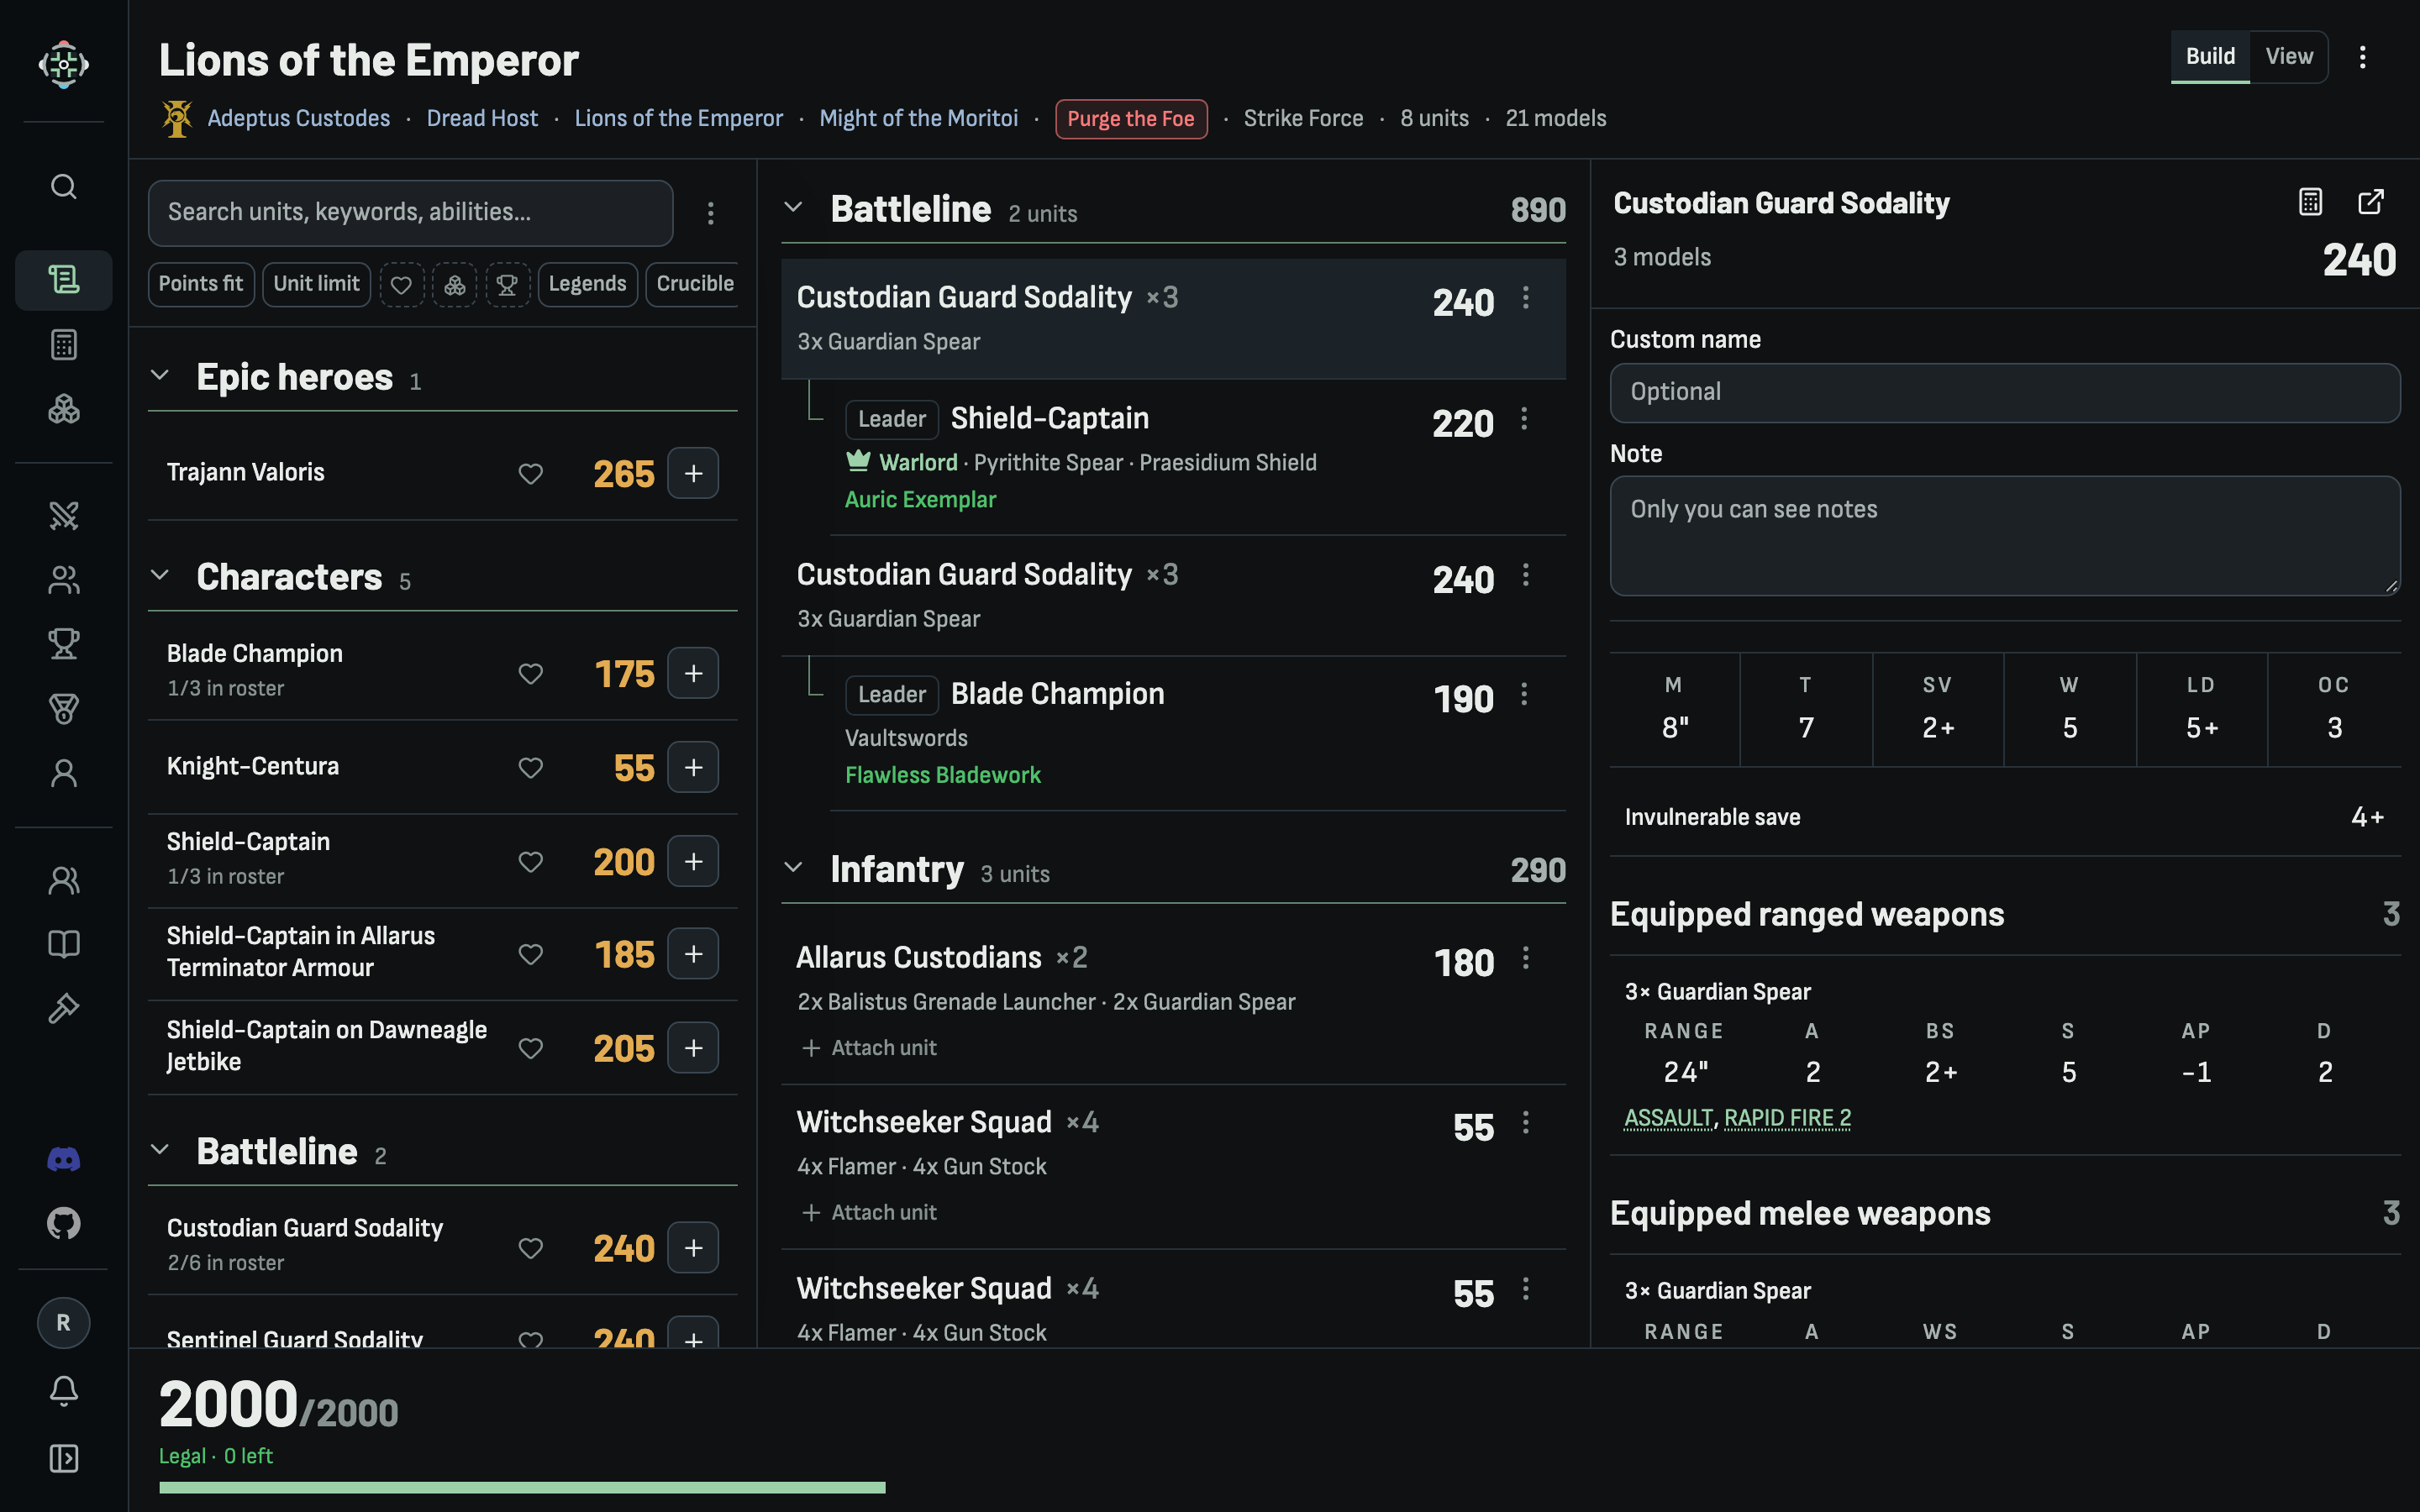 Lions of the Emperor
Build View
Adeptus Custodes · Dread Host · Lions of the Emperor · Might of the Moritoi · Purge the Foe · Strike Force · 8 units · 21 models
Search units, keywords, abilities...
Points fit Unit limit Legends Crucible
Epic heroes 1
Trajann Valoris 265 +
Characters 5
Blade Champion 175 +
1/3 in roster
Knight-Centura 55 +
Shield-Captain 200 +
1/3 in roster
Shield-Captain in Allarus
Terminator Armour 185 +
Shield-Captain on Dawneagle
Jetbike 205 +
Battleline 2
Custodian Guard Sodality 240 +
2/6 in roster
Sentinel Guard Sodality 240 +
Battleline 2 units 890
Custodian Guard Sodality ×3 240
3x Guardian Spear
Leader Shield-Captain 220
Warlord · Pyrithite Spear · Praesidium Shield
Auric Exemplar
Custodian Guard Sodality ×3 240
3x Guardian Spear
Leader Blade Champion 190
Vaultswords
Flawless Bladework
Infantry 3 units 290
Allarus Custodians ×2 180
2x Balistus Grenade Launcher · 2x Guardian Spear
+ Attach unit
Witchseeker Squad ×4 55
4x Flamer · 4x Gun Stock
+ Attach unit
Witchseeker Squad ×4 55
4x Flamer · 4x Gun Stock
Custodian Guard Sodality
3 models 240
Custom name
Optional
Note
Only you can see notes
M T SV W LD OC
8" 7 2+ 5 5+ 3
Invulnerable save 4+
Equipped ranged weapons 3
3× Guardian Spear
RANGE A BS S AP D
24" 2 2+ 5 -1 2
ASSAULT, RAPID FIRE 2
Equipped melee weapons 3
3× Guardian Spear
RANGE A WS S AP D
R
2000/2000
Legal · 0 left